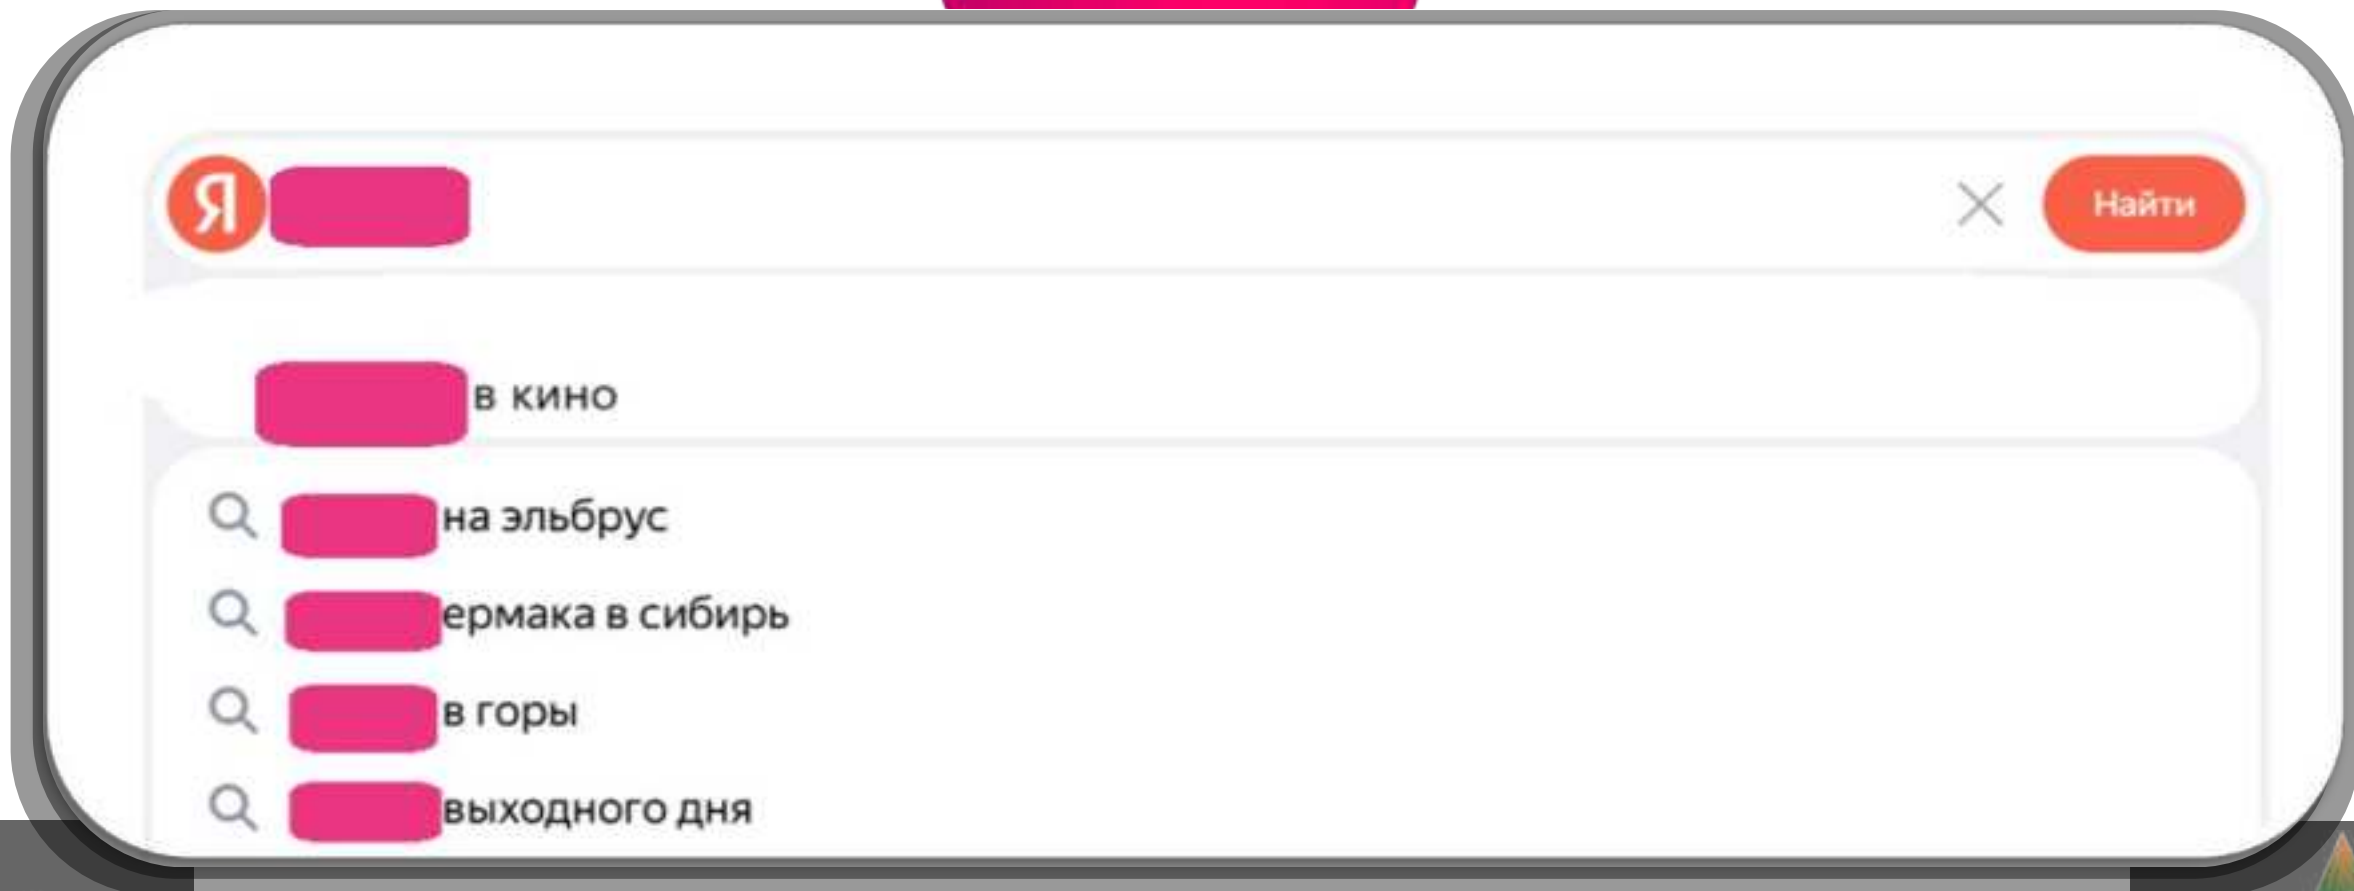 Я Найти
в кино
на эльбрус
ермака в сибирь
в горы
выходного дня